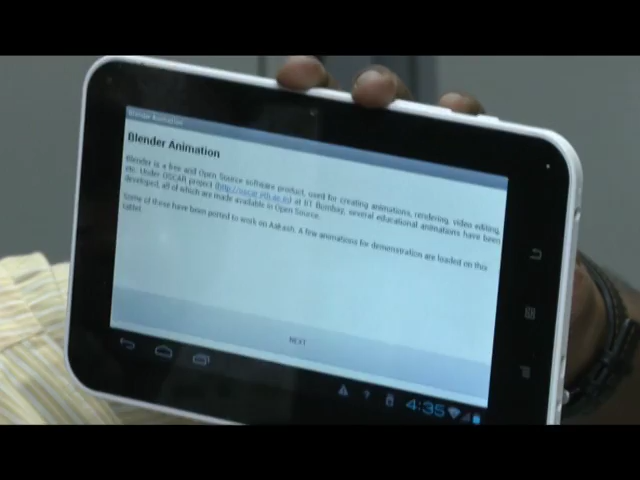 Blender Animation
Blender Animation
Blender is a free and Open Source software product, used for creating animations, rendering, video editing,
etc. Under OSCAR project (http://oscar.iitb.ac.in) at IIT Bombay, several educational animations have been
developed, all of which are made available in Open Source.
Some of these have been ported to work on Aakash. A few animations for demonstration are loaded on this
tablet
NEXT
4:35